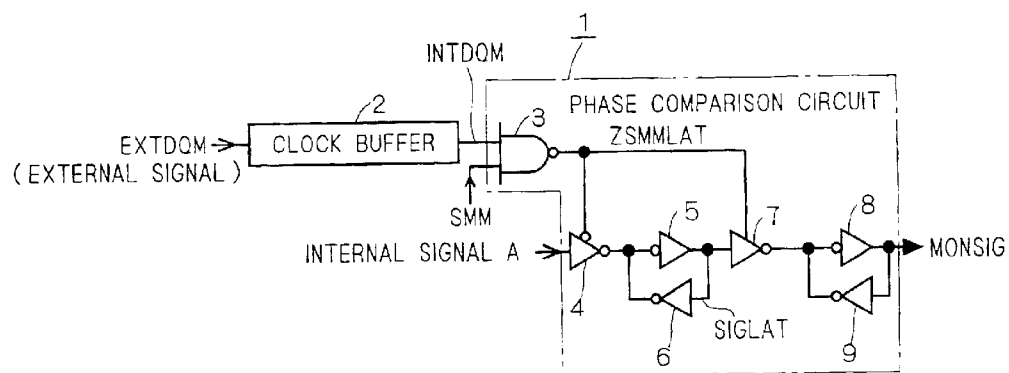 1
INTDQM
2
3
PHASE COMPARISON CIRCUIT
EXTDQM
(EXTERNAL SIGNAL)
CLOCK BUFFER
ZSMMLAT
SMM
5
7
8
INTERNAL SIGNAL A
MONSIG
4
6
SIGLAT
9